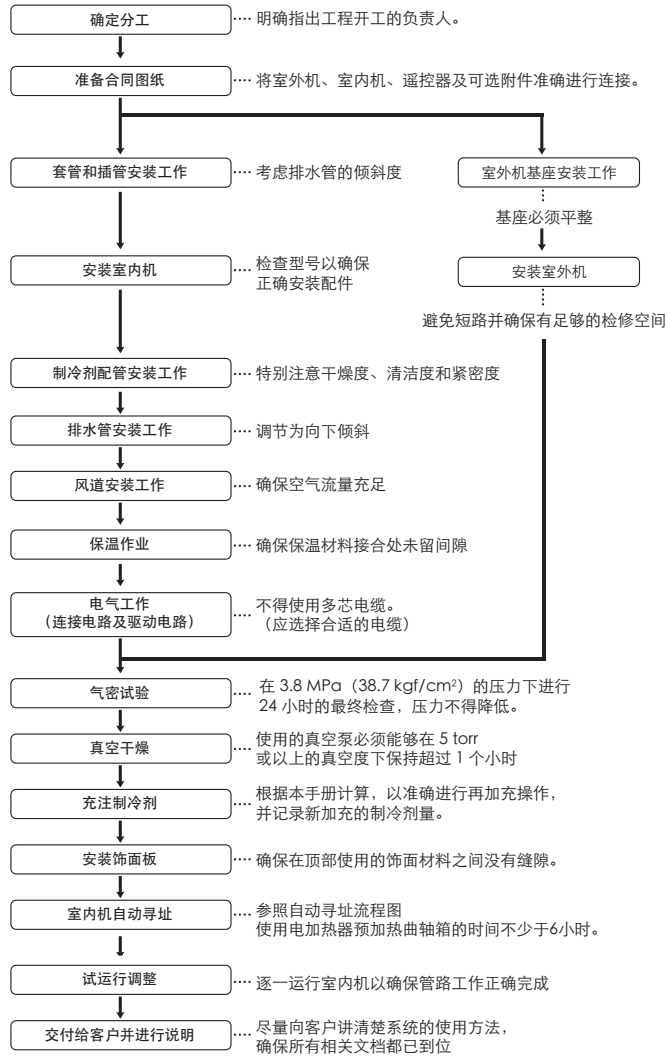 确定分工
···· 明确指出工程开工的负责人。
准备合同图纸
···· 将室外机、室内机、遥控器及可选附件准确进行连接。
套管和插管安装工作
···· 考虑排水管的倾斜度
室外机基座安装工作
基座必须平整
安装室内机
···· 检查型号以确保
正确安装配件
安装室外机
避免短路并确保有足够的检修空间
制冷剂配管安装工作
···· 特别注意干燥度、清洁度和紧密度
排水管安装工作
···· 调节为向下倾斜
风道安装工作
···· 确保空气流量充足
保温作业
···· 确保保温材料接合处未留间隙
电气工作
（连接电路及驱动电路）
···· 不得使用多芯电缆。
（应选择合适的电缆）
气密试验
···· 在 3.8 MPa（38.7 kgf/cm²）的压力下进行
24 小时的最终检查，压力不得降低。
真空干燥
···· 使用的真空泵必须能够在 5 torr
或以上的真空度下保持超过 1 个小时
充注制冷剂
···· 根据本手册计算，以准确进行再加充操作，
并记录新加充的制冷剂量。
安装饰面板
···· 确保在顶部使用的饰面材料之间没有缝隙。
室内机自动寻址
···· 参照自动寻址流程图
使用电加热器预加热曲轴箱的时间不少于6小时。
试运行调整
···· 逐一运行室内机以确保管路工作正确完成
交付给客户并进行说明
···· 尽量向客户讲清楚系统的使用方法，
确保所有相关文档都已到位